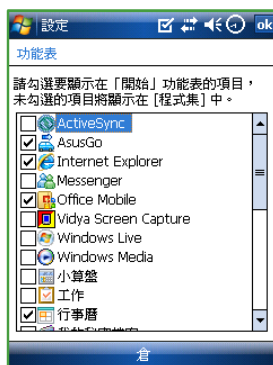 設定
ok
功能表
請勾選要顯示在「開始」功能表的項目，
未勾選的項目將顯示在 [程式集] 中。
ActiveSync
AsusGo
Internet Explorer
Messenger
Office Mobile
Vidya Screen Capture
Windows Live
Windows Media
小算盤
工作
行事曆
倉